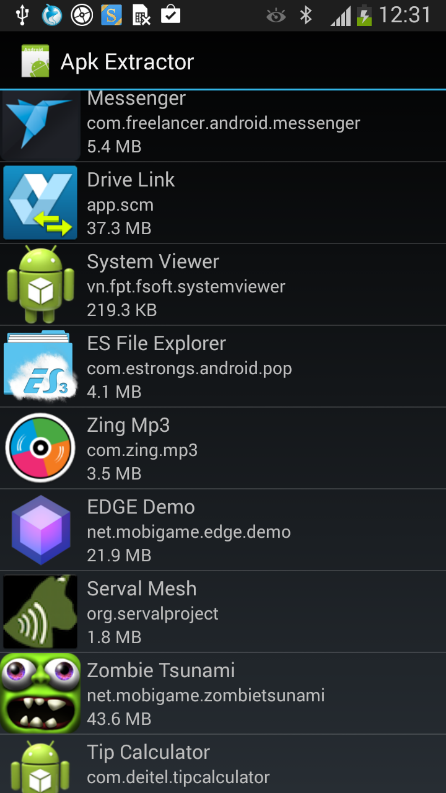 12:31
Apk Extractor
Messenger
com.freelancer.android.messenger
5.4 MB
Drive Link
app.scm
37.3 MB
System Viewer
vn.fpt.fsoft.systemviewer
219.3 KB
ES File Explorer
com.estrongs.android.pop
4.1 MB
ES3
Zing Mp3
com.zing.mp3
3.5 MB
EDGE Demo
net.mobigame.edge.demo
21.9 MB
Serval Mesh
org.servalproject
1.8 MB
Zombie Tsunami
net.mobigame.zombietsunami
43.6 MB
Tip Calculator
com.deitel.tipcalculator